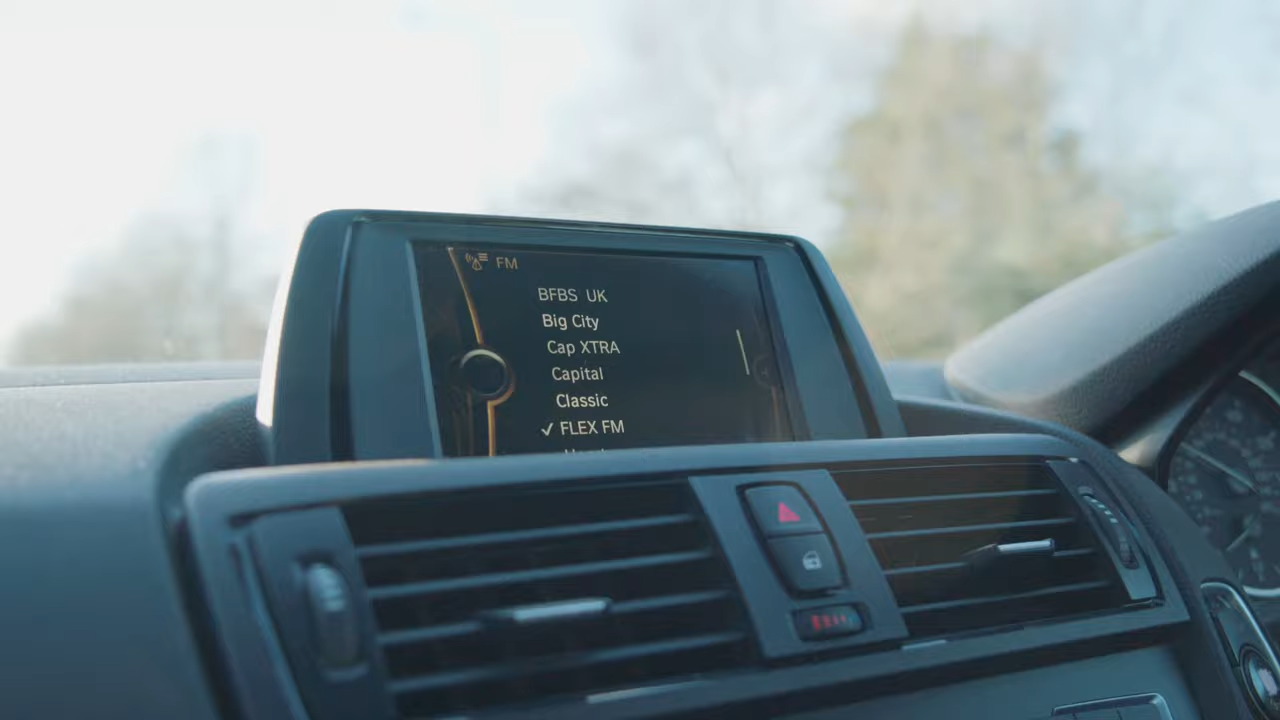 FM
BFBS UK
Big City
Cap XTRA
Capital
Classic
✓ FLEX FM